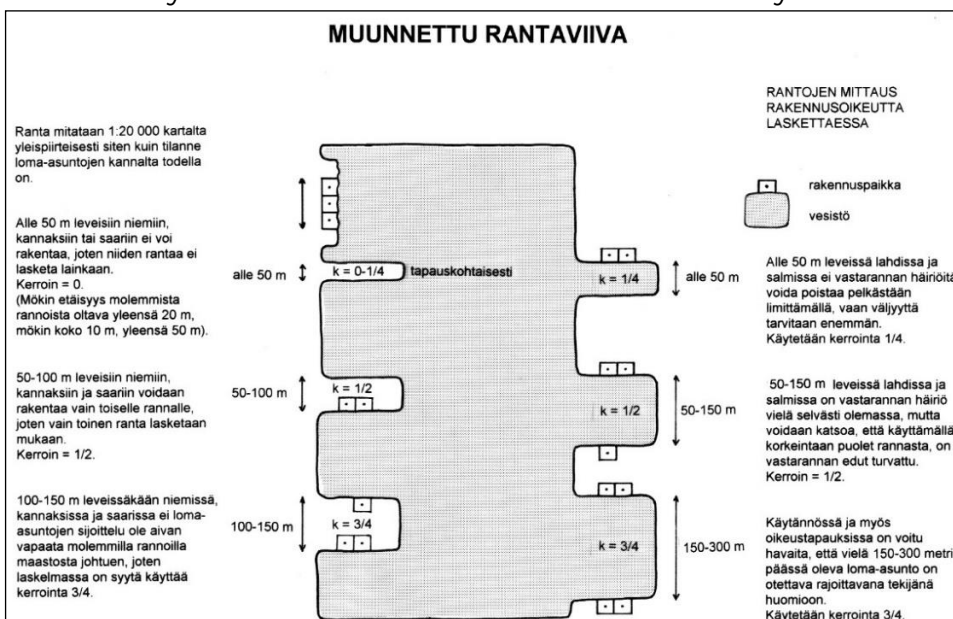 MUUNNETTU RANTAVIIVA
Ranta mitataan 1:20 000 kartalta
yleispiirteisesti siten kuin tilanne
loma-asuntojen kannalta todella
on.
Alle 50 m leveisiin niemiin,
kannaksiin tai saariin ei voi
rakentaa, joten niiden rantaa ei
lasketa lainkaan.
Kerroin = 0.
(Mökin etäisyys molemmista
rannoista oltava yleensä 20 m,
mökin koko 10 m, yleensä 50 m).
50-100 m leveisiin niemiin,
kannaksiin ja saariin voidaan
rakentaa vain toiselle rannalle,
joten vain toinen ranta lasketaan
mukaan.
Kerroin = 1/2.
100-150 m leveissäkään niemissä,
kannaksissa ja saarissa ei loma-
asuntojen sijoittelu ole aivan
vapaata molemmilla rannoilla
maastosta johtuen, joten
laskelmassa on syytä käyttää
kerrointa 3/4.
alle 50 m
k = 0-1/4
tapauskohtaisesti
50-100 m
k = 1/2
100-150 m
k = 3/4
k = 1/4
alle 50 m
k = 1/2
50-150 m
k = 3/4
150-300 m
RANTOJEN MITTAUS
RAKENNUSOIKEUTTA
LASKETTAESSA
rakennuspaikka
vesistö
Alle 50 m leveissä lahdissa ja
salmissa ei vastarannan häiriöitä
voida poistaa pelkästään
limittämällä, vaan väljyyttä
tarvitaan enemmän.
Käytetään kerrointa 1/4.
50-150 m leveissä lahdissa ja
salmissa on vastarannan häiriö
vielä selvästi olemassa, mutta
voidaan katsoa, että käyttämällä
korkeintaan puolet rannasta, on
vastarannan edut turvattu.
Kerroin = 1/2.
Käytännössä ja myös
oikeustapauksissa on voitu
havaita, että vielä 150-300 metri
päässä oleva loma-asunto on
otettava rajoittavana tekijänä
huomioon.
Käytetään kerrointa 3/4.